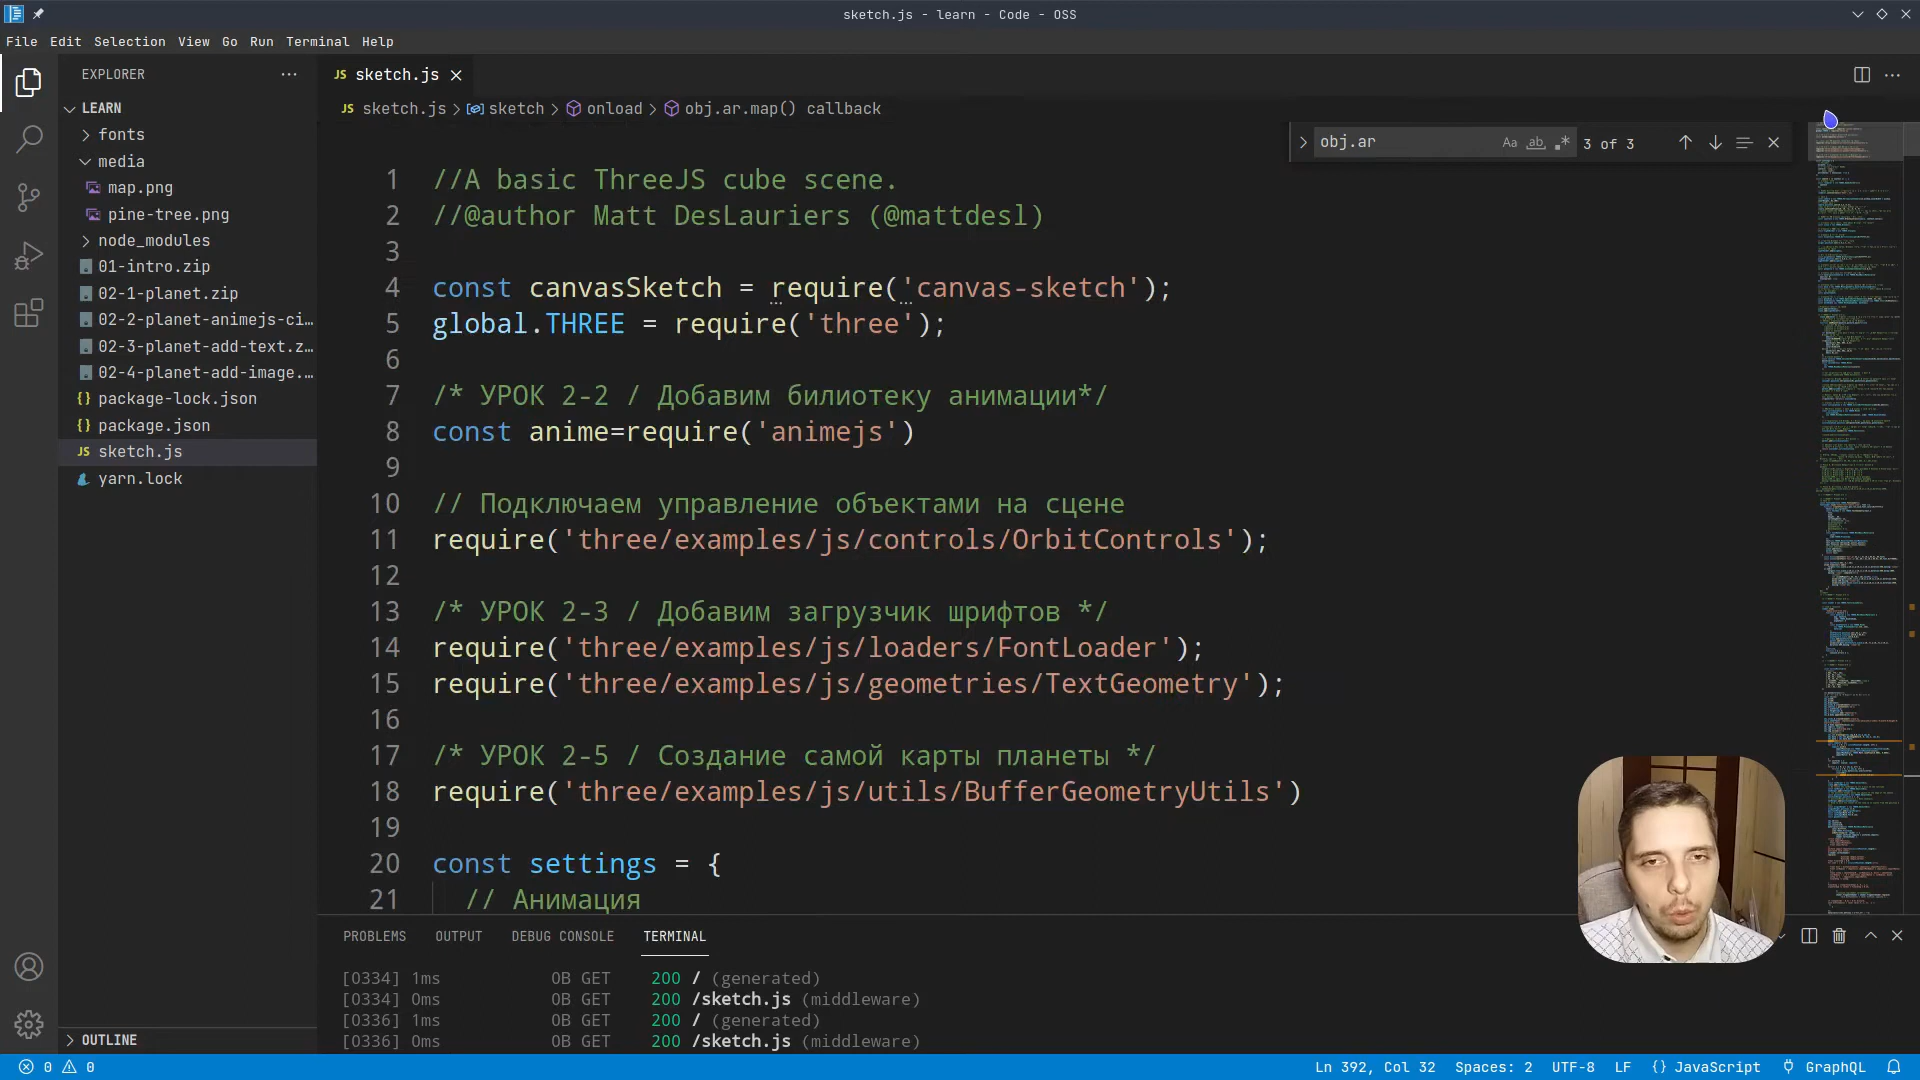 sketch.js - learn - Code - OSS
File Edit Selection View Go Run Terminal Help
EXPLORER
LEARN
fonts
media
map.png
pine-tree.png
node_modules
01-intro.zip
02-1-planet.zip
02-2-planet-animejs-ci…
02-3-planet-add-text.z…
02-4-planet-add-image.…
package-lock.json
package.json
JS sketch.js
yarn.lock
OUTLINE
JS sketch.js
JS sketch.js > sketch > onload > obj.ar.map() callback
obj.ar Aa ab 3 of 3
1 //A basic ThreeJS cube scene.
2 //@author Matt DesLauriers (@mattdesl)
3
4 const canvasSketch = require('canvas-sketch');
5 global.THREE = require('three');
6
7 /* УРОК 2-2 / Добавим билиотеку анимации*/
8 const anime=require('animejs')
9
10 // Подключаем управление объектами на сцене
11 require('three/examples/js/controls/OrbitControls');
12
13 /* УРОК 2-3 / Добавим загрузчик шрифтов */
14 require('three/examples/js/loaders/FontLoader');
15 require('three/examples/js/geometries/TextGeometry');
16
17 /* УРОК 2-5 / Создание самой карты планеты */
18 require('three/examples/js/utils/BufferGeometryUtils')
19
20 const settings = {
21 // Анимация
PROBLEMS OUTPUT DEBUG CONSOLE TERMINAL
[0334] 1ms 0B GET 200 / (generated)
[0334] 0ms 0B GET 200 /sketch.js (middleware)
[0336] 1ms 0B GET 200 / (generated)
[0336] 0ms 0B GET 200 /sketch.js (middleware)
0 0 Ln 392, Col 32 Spaces: 2 UTF-8 LF {} JavaScript GraphQL